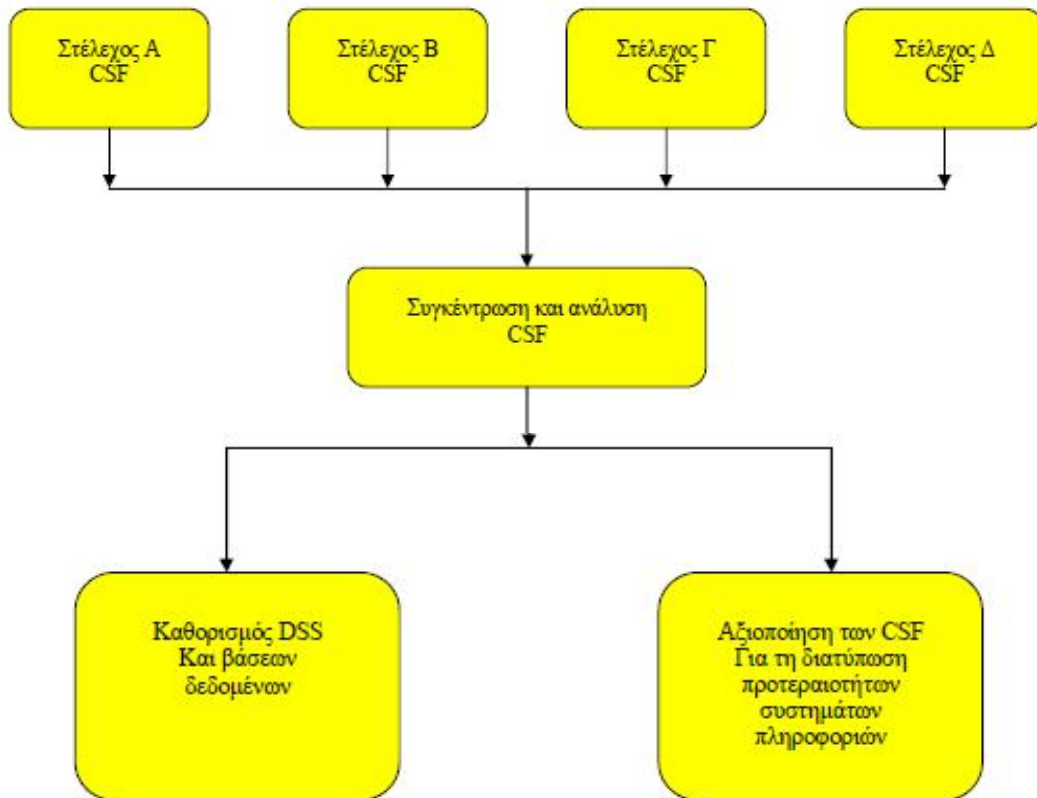 Στέλεχος Α
CSF
Στέλεχος Β
CSF
Στέλεχος Γ
CSF
Στέλεχος Δ
CSF
Συγκέντρωση και ανάλυση
CSF
Καθορισμός DSS
Και βάσεων
δεδομένων
Αξιοποίηση των CSF
Για τη διατύπωση
προτεραιοτήτων
συστημάτων
πληροφοριών